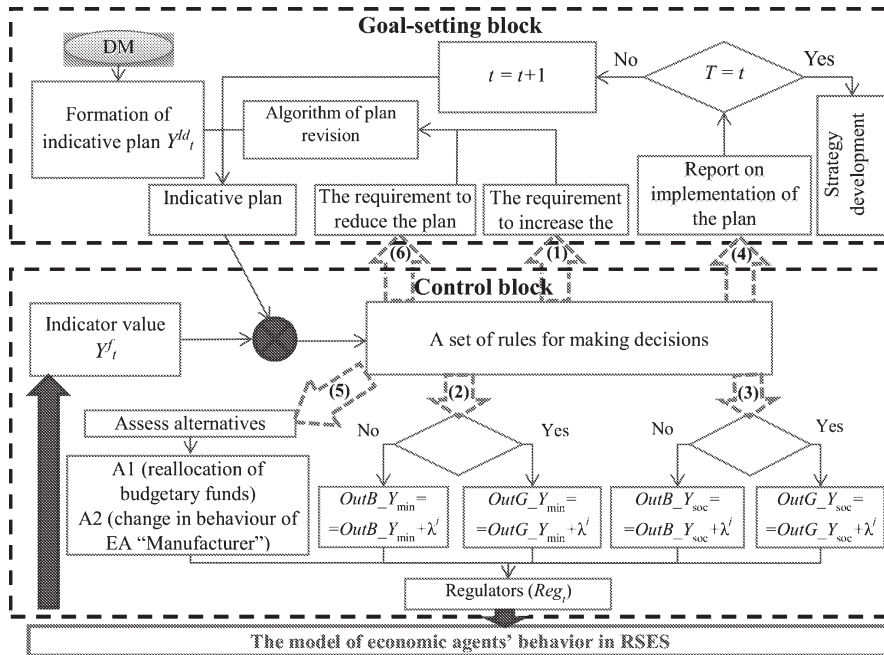 Goal-setting block
DM
Formation of
indicative plan Y^Id_t
Algorithm of plan
revision
t = t+1
No
T = t
Yes
Strategy
development
Indicative plan
The requirement to
reduce the plan
The requirement
to increase the
Report on
implementation of
the plan
(6)
(1)
(4)
Control block
Indicator value
Y^f_t
A set of rules for making decisions
(5)
(2)
(3)
Assess alternatives
No
Yes
No
Yes
A1 (reallocation of
budgetary funds)
A2 (change in behaviour of
EA “Manufacturer”)
OutB_Y_min=
=OutB_Y_min+λ^j
OutG_Y_min=
=OutG_Y_min+λ^j
OutB_Y_soc=
=OutB_Y_soc+λ^j
OutG_Y_soc=
=OutG_Y_soc+λ^j
Regulators (Reg_t)
The model of economic agents’ behavior in RSES